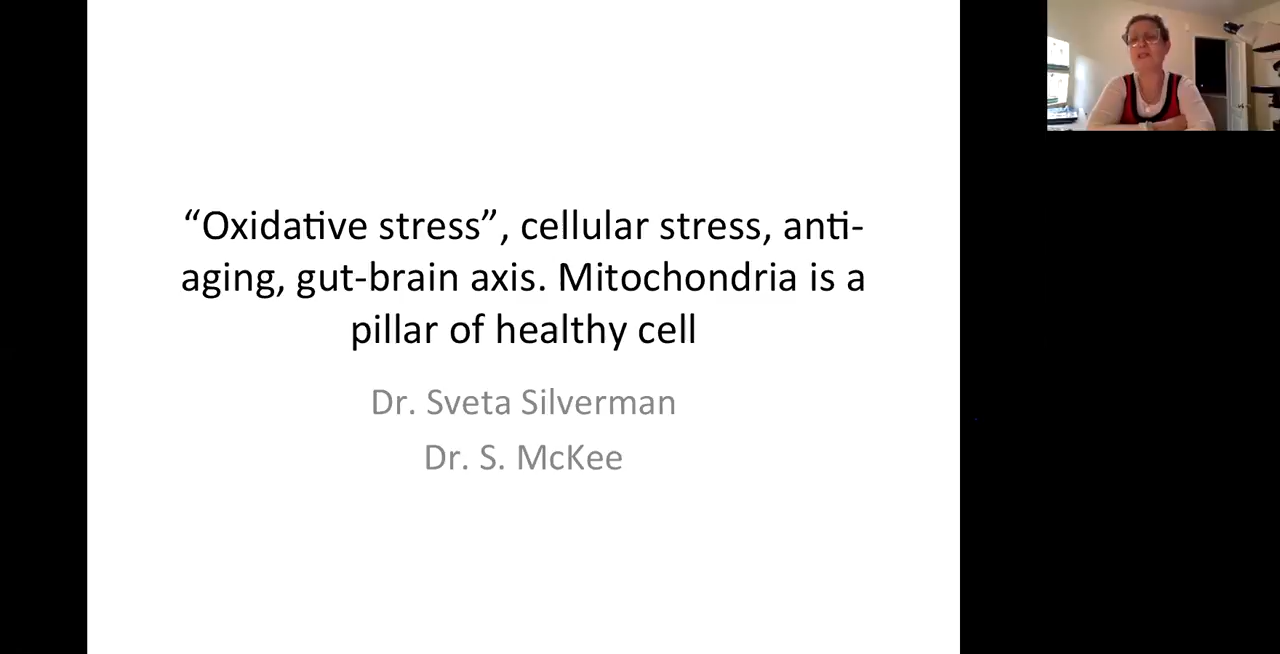 “Oxidative stress”, cellular stress, anti-
aging, gut-brain axis. Mitochondria is a
pillar of healthy cell
Dr. Sveta Silverman
Dr. S. McKee